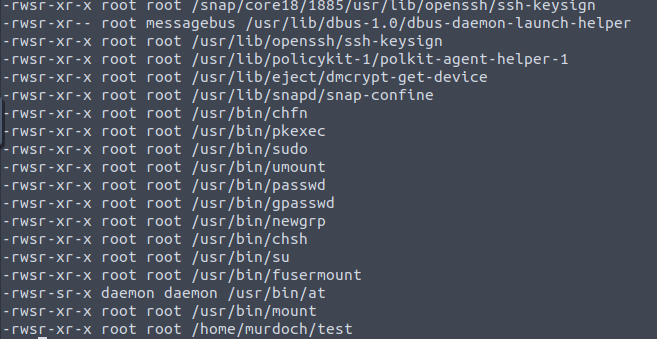 -rwsr-xr-x root root /snap/core18/1885/usr/lib/openssh/ssh-keysign
-rwsr-xr-- root messagebus /usr/lib/dbus-1.0/dbus-daemon-launch-helper
-rwsr-xr-x root root /usr/lib/openssh/ssh-keysign
-rwsr-xr-x root root /usr/lib/policykit-1/polkit-agent-helper-1
-rwsr-xr-x root root /usr/lib/eject/dmcrypt-get-device
-rwsr-xr-x root root /usr/lib/snapd/snap-confine
-rwsr-xr-x root root /usr/bin/chfn
-rwsr-xr-x root root /usr/bin/pkexec
-rwsr-xr-x root root /usr/bin/sudo
-rwsr-xr-x root root /usr/bin/umount
-rwsr-xr-x root root /usr/bin/passwd
-rwsr-xr-x root root /usr/bin/gpasswd
-rwsr-xr-x root root /usr/bin/newgrp
-rwsr-xr-x root root /usr/bin/chsh
-rwsr-xr-x root root /usr/bin/su
-rwsr-xr-x root root /usr/bin/fusermount
-rwsr-sr-x daemon daemon /usr/bin/at
-rwsr-xr-x root root /usr/bin/mount
-rwsr-xr-x root root /home/murdoch/test